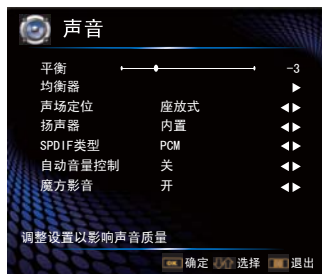 声音
平衡 -3
均衡器
声场定位 座放式
扬声器 内置
SPDIF类型 PCM
自动音量控制 关
魔方影音 开
调整设置以影响声音质量
OK 确定 选择 退出